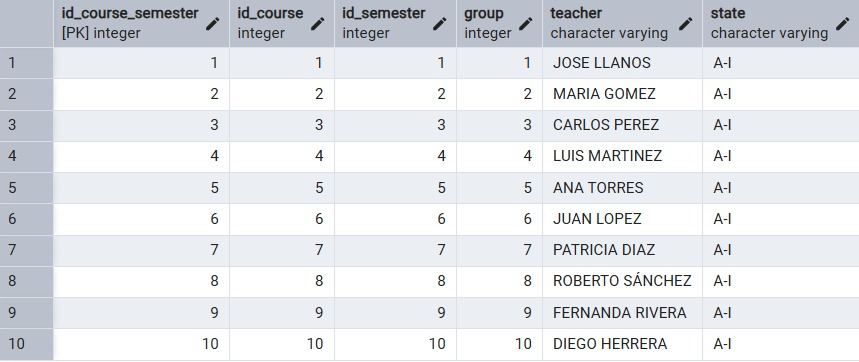 id_course_semester id_course id_semester group teacher state
[PK] integer integer integer integer character varying character varying
1 1 1 1 1 JOSE LLANOS A-I
2 2 2 2 2 MARIA GOMEZ A-I
3 3 3 3 3 CARLOS PEREZ A-I
4 4 4 4 4 LUIS MARTINEZ A-I
5 5 5 5 5 ANA TORRES A-I
6 6 6 6 6 JUAN LOPEZ A-I
7 7 7 7 7 PATRICIA DIAZ A-I
8 8 8 8 8 ROBERTO SÁNCHEZ A-I
9 9 9 9 9 FERNANDA RIVERA A-I
10 10 10 10 10 DIEGO HERRERA A-I